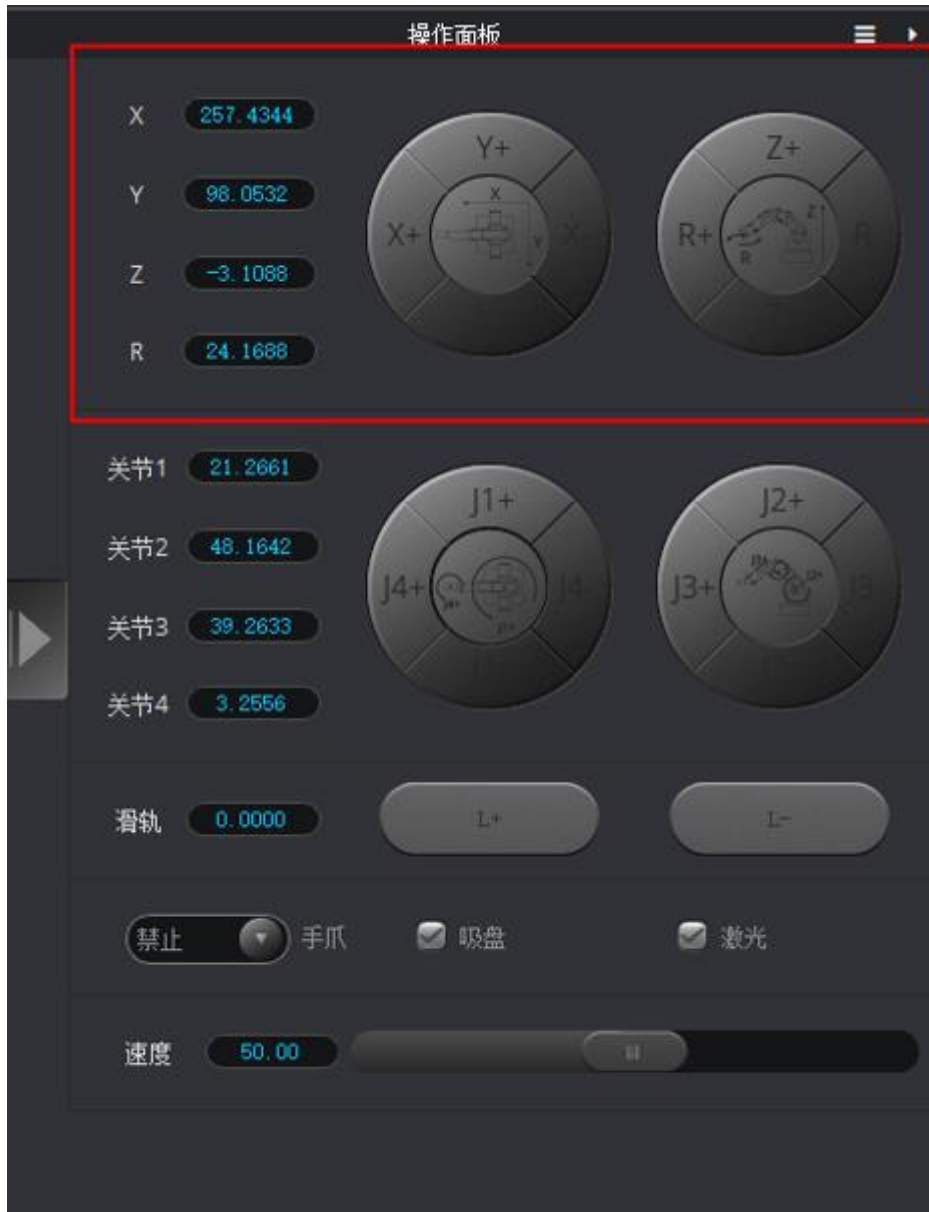 操作面板
X 257.4344
Y 98.0532
Z -3.1088
R 24.1688
Y+
X+
X
X
Y
Z+
R+
R
Z
R
关节1 21.2661
关节2 48.1642
关节3 39.2633
关节4 3.2556
J1+
J4+
J4
J2+
J3+
J3
滑轨 0.0000 L+ L-
禁止 手爪 吸盘 激光
速度 50.00